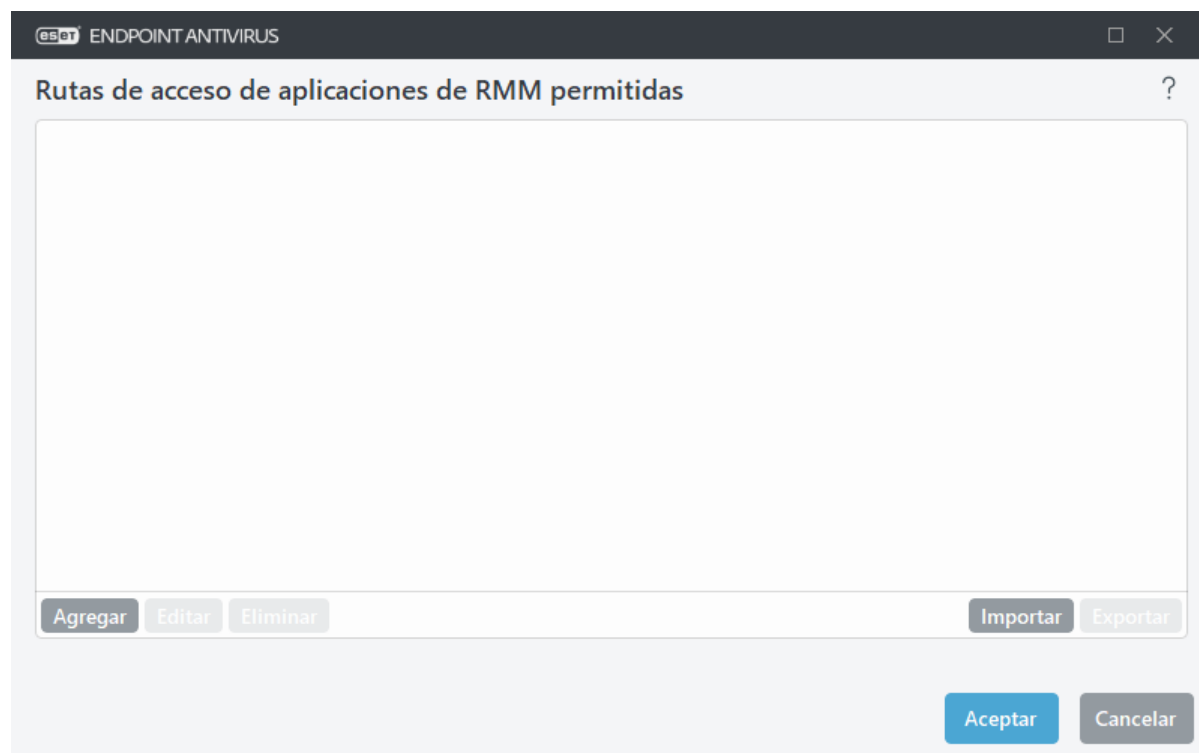 eset ENDPOINT ANTIVIRUS
Rutas de acceso de aplicaciones de RMM permitidas ?
Agregar Editar Eliminar Importar Exportar
Aceptar Cancelar